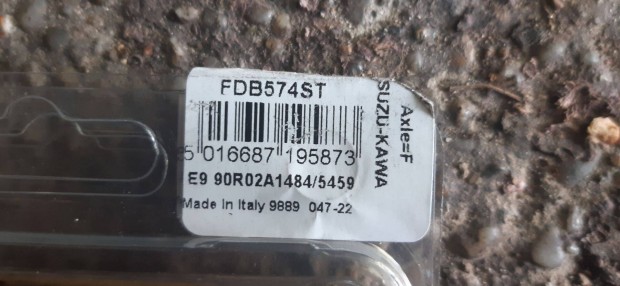 FDB574ST
5 016687 195873
E9 90R02A1484/5459
Made In Italy 9889 047-22
Axle=F
SUZU-KAWA